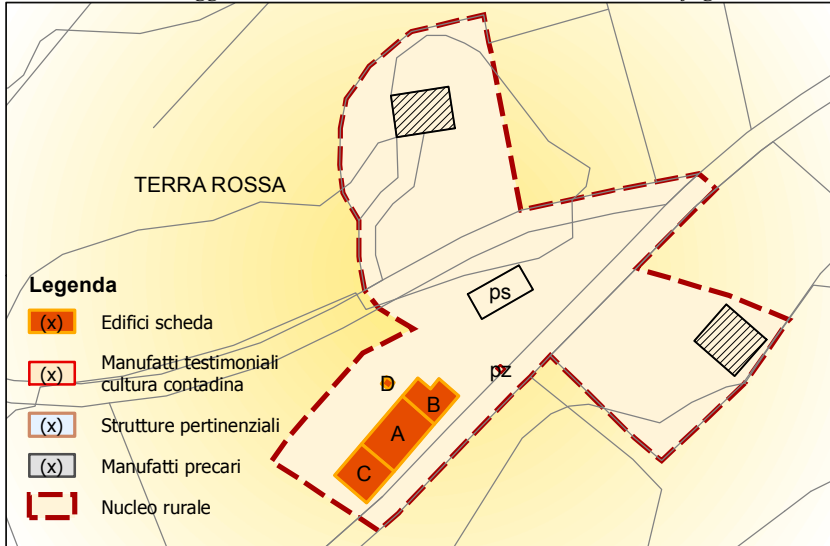 TERRA ROSSA
ps
pz
D
B
A
C
Legenda
(x) Edifici scheda
(x) Manufatti testimoniali
cultura contadina
(x) Strutture pertinenziali
(x) Manufatti precari
Nucleo rurale